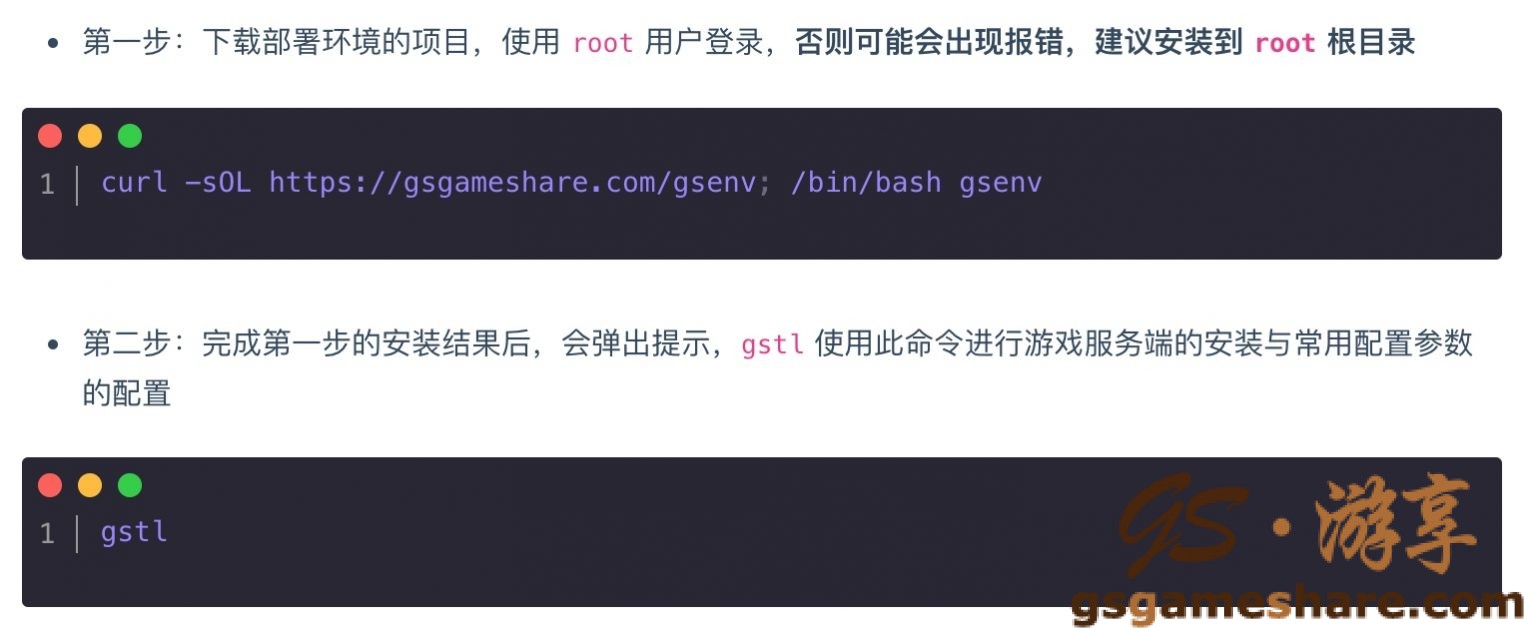 第一步：下载部署环境的项目，使用 root 用户登录，否则可能会出现报错，建议安装到 root 根目录
1 curl -sOL https://gsgameshare.com/gsenv; /bin/bash gsenv
第二步：完成第一步的安装结果后，会弹出提示，gstl 使用此命令进行游戏服务端的安装与常用配置参数
的配置
1 gstl
GS·游享
gsgameshare.com